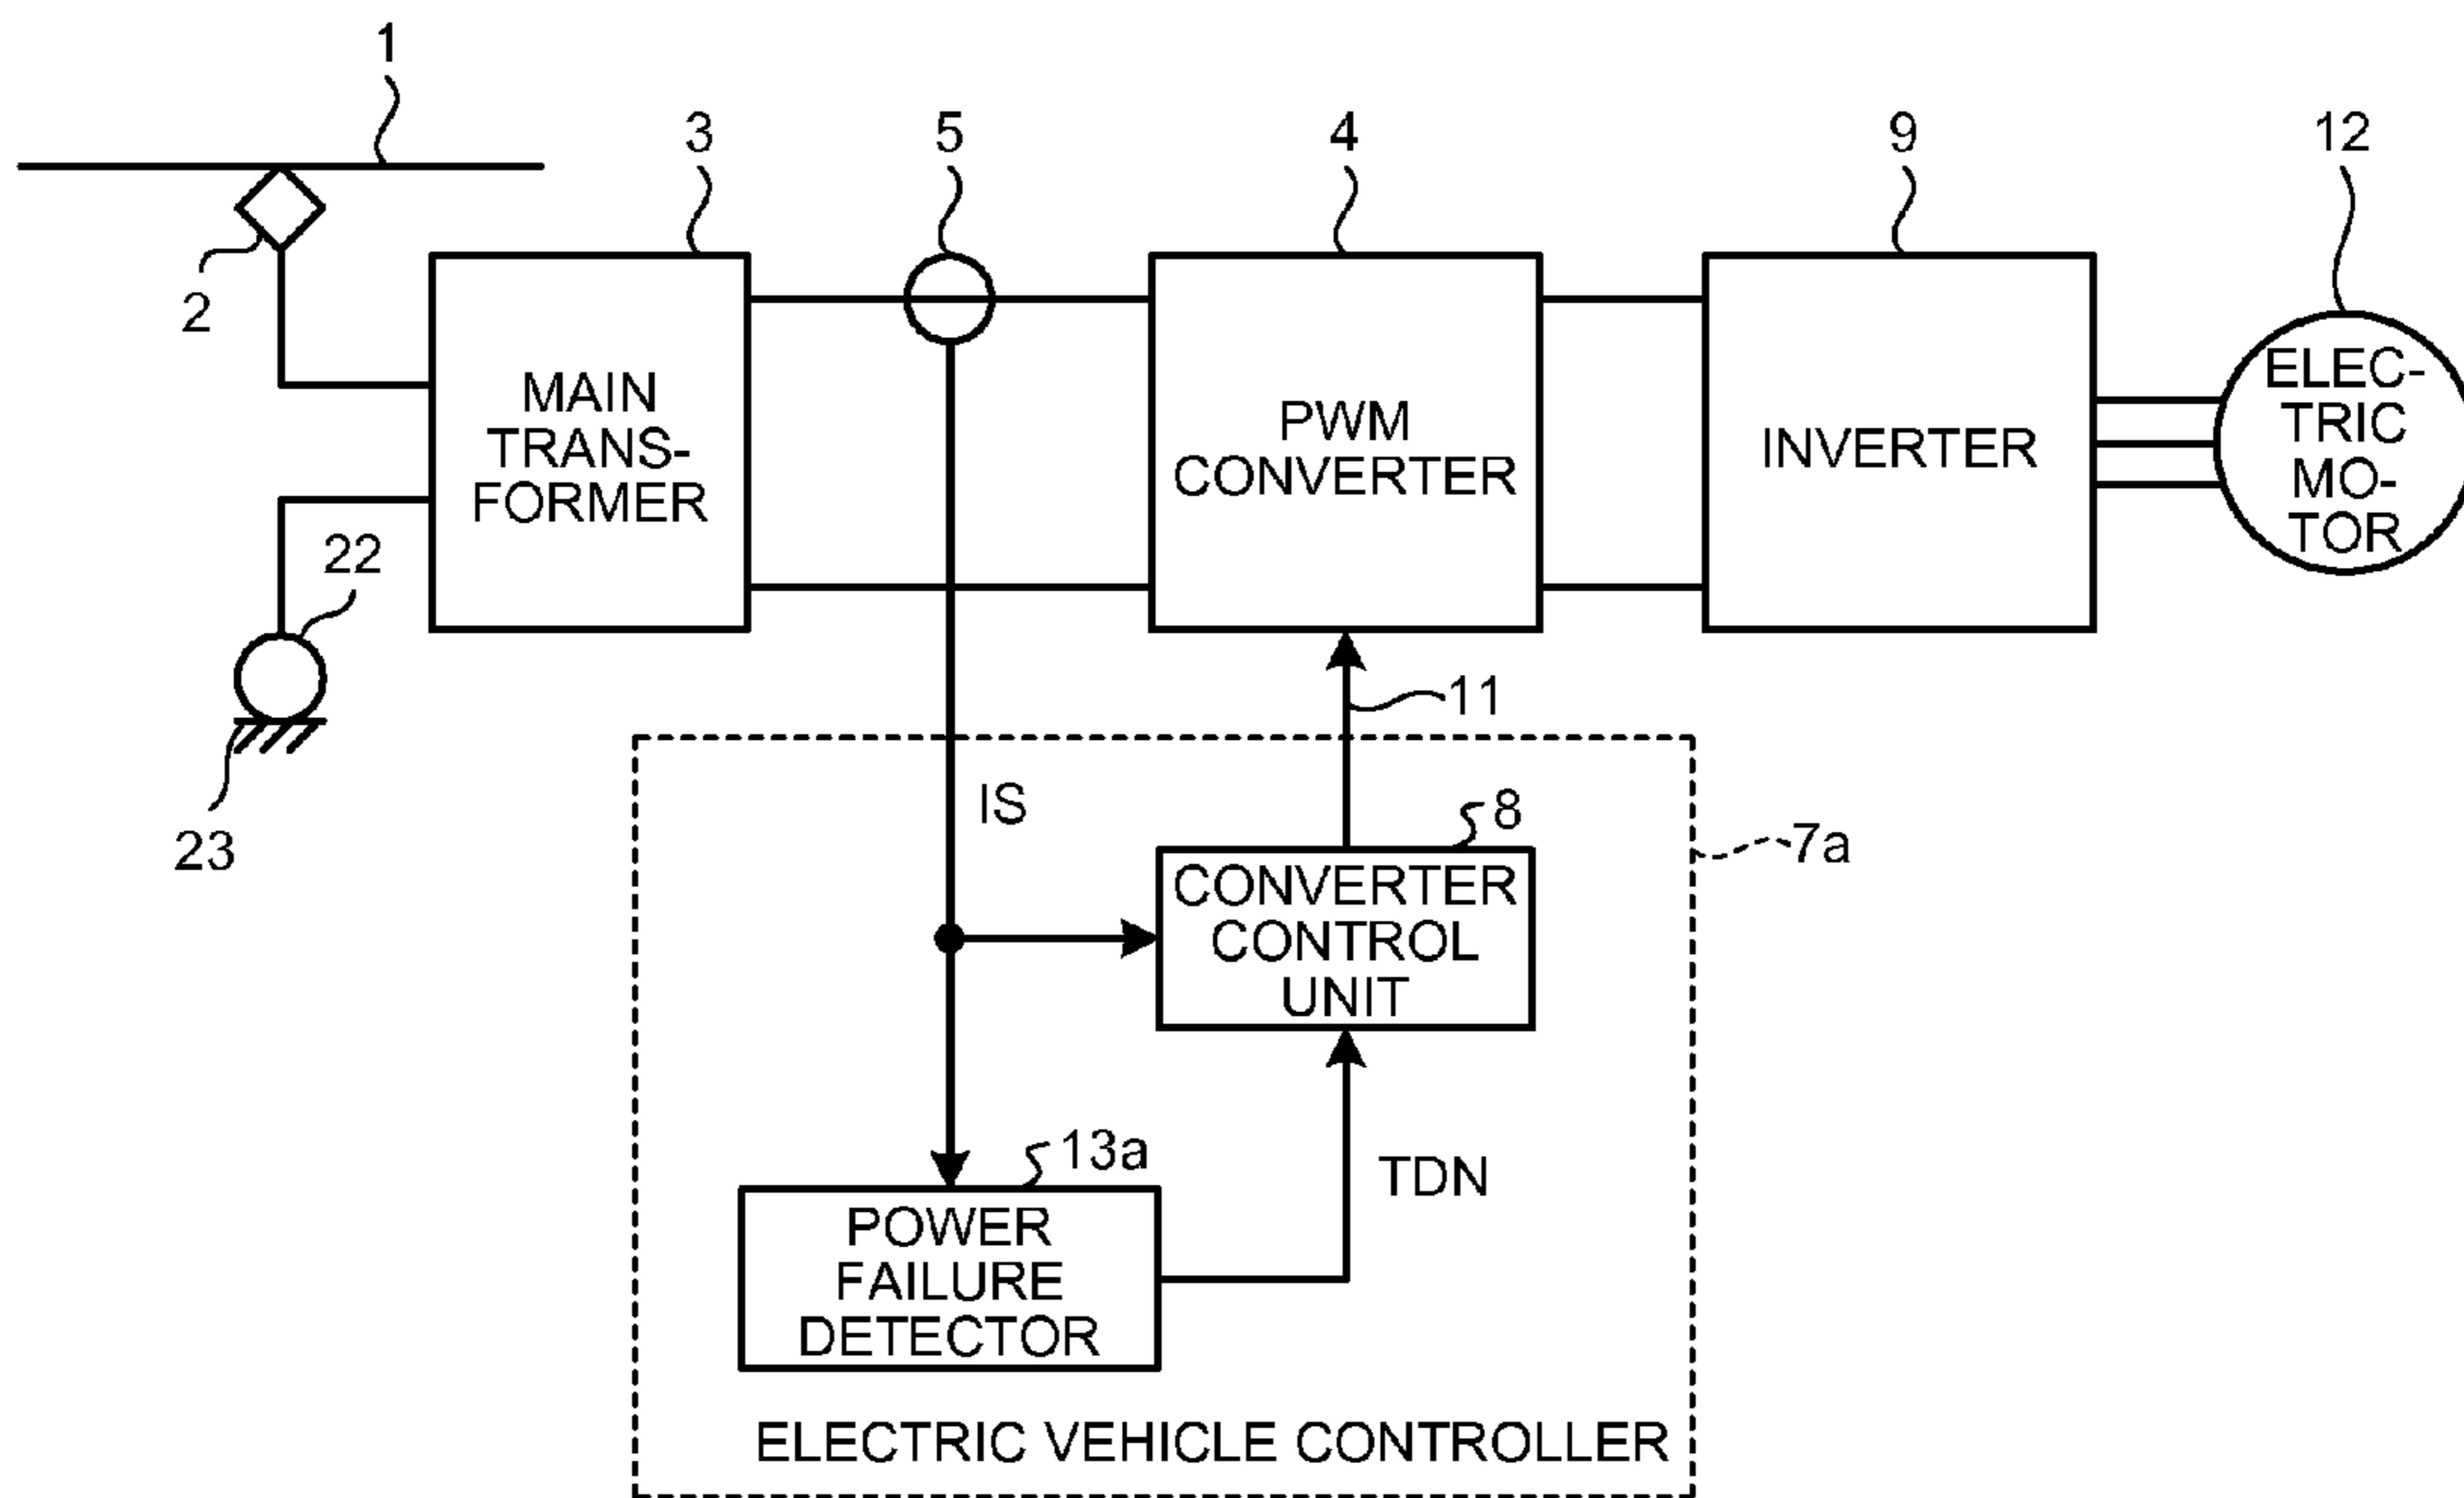 1
3
5
4
9
12
2
MAIN
TRANS-
FORMER
PWM
CONVERTER
INVERTER
ELEC-
TRIC
MO-
TOR
22
23
11
IS
8
7a
CONVERTER
CONTROL
UNIT
13a
TDN
POWER
FAILURE
DETECTOR
ELECTRIC VEHICLE CONTROLLER